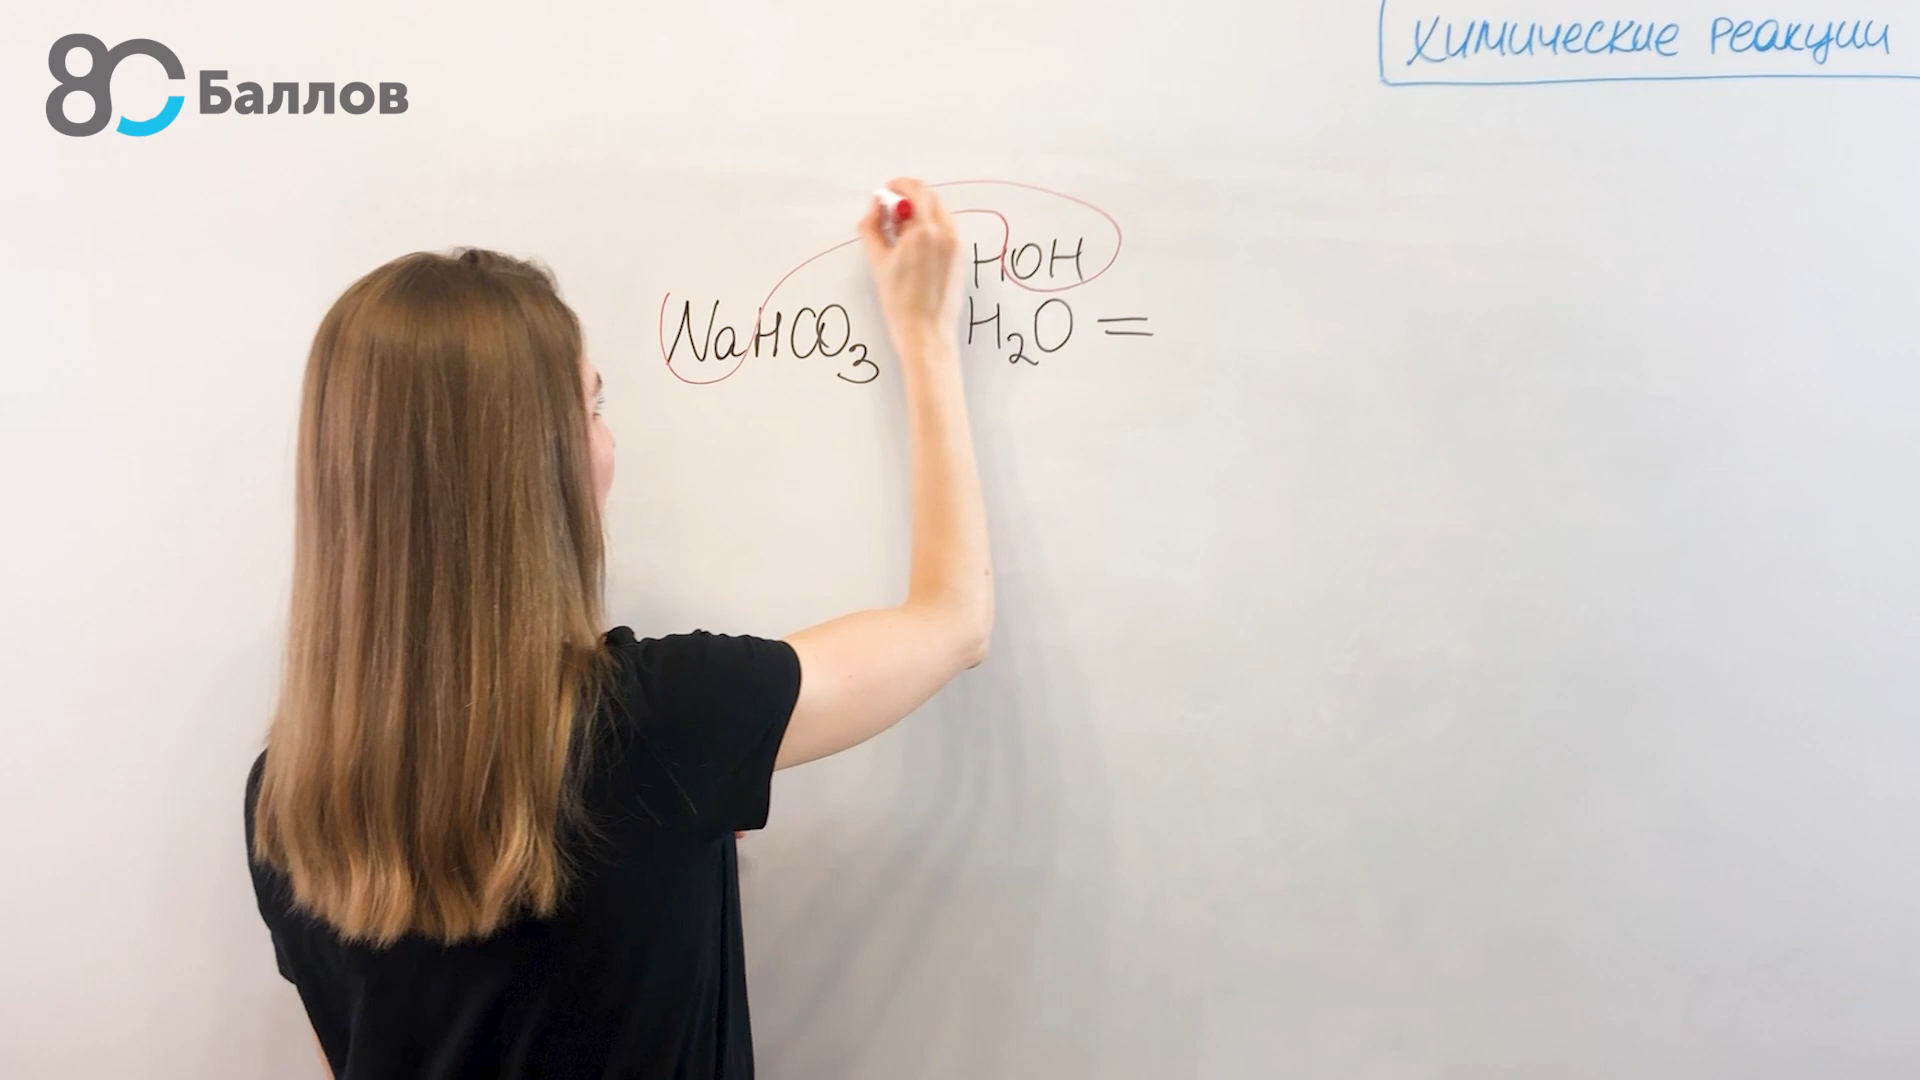 80 Баллов
Химические реакции
HOH
NaHCO₃ H₂O =